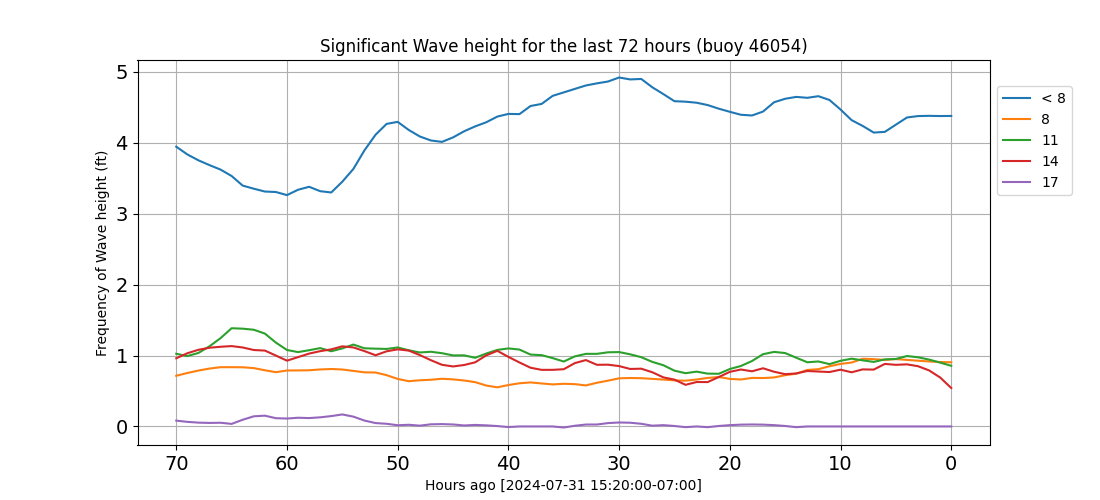 Significant Wave height for the last 72 hours (buoy 46054)
Frequency of Wave height (ft)
5
4
3
2
1
0
70 60 50 40 30 20 10 0
Hours ago [2024-07-31 15:20:00-07:00]
< 8
8
11
14
17